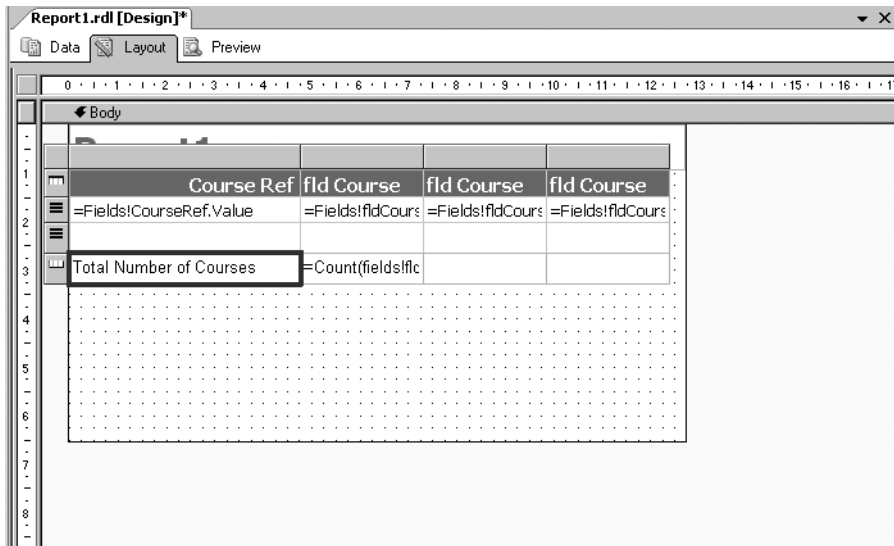 Report1.rdl [Design]*
Data Layout Preview
0 1 2 3 4 5 6 7 8 9 10 11 12 13 14 15 16 1
Body
Course Ref fld Course fld Course fld Course
=Fields!CourseRef.Value =Fields!fldCours =Fields!fldCours =Fields!fldCours
Total Number of Courses =Count(fields!flc
1
2
3
4
5
6
7
8